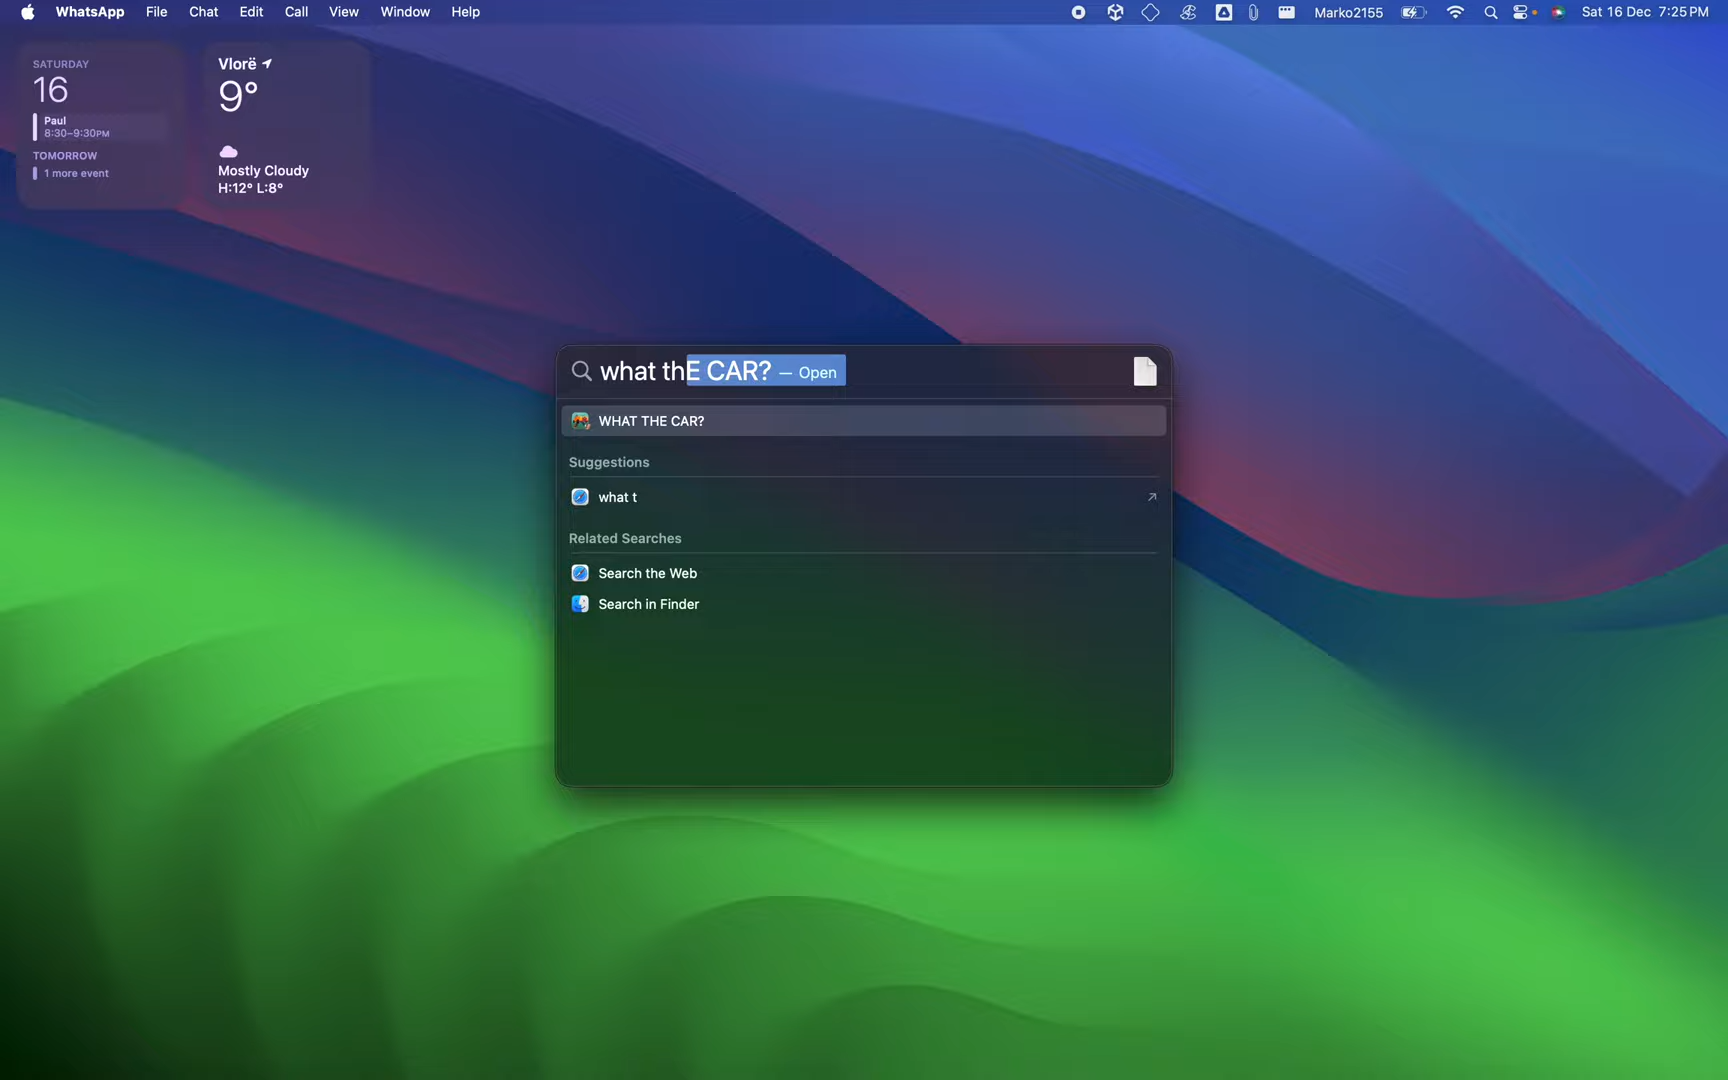 WhatsApp File Chat Edit Call View Window Help Marko2155 Sat 16 Dec 7:25 PM
SATURDAY
16
Paul
8:30–9:30PM
TOMORROW
1 more event
Vlorë
9°
Mostly Cloudy
H:12° L:8°
what thE CAR? — Open
WHAT THE CAR?
Suggestions
what t
Related Searches
Search the Web
Search in Finder